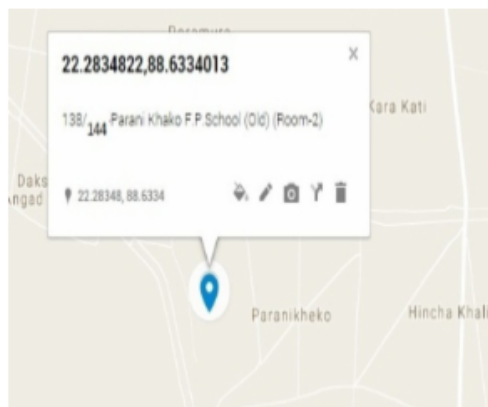 22.2834822,88.6334013
138/144 Parani Khako F.P.School (Old) (Room-2)
Kara Kati
Daks
ngad
22.28348, 88.6334
Paranikheko
Hincha Khali